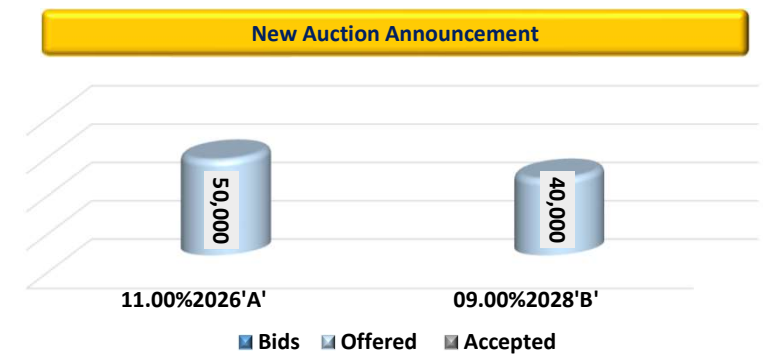 New Auction Announcement
50,000
40,000
11.00%2026'A'
09.00%2028'B'
Bids Offered Accepted